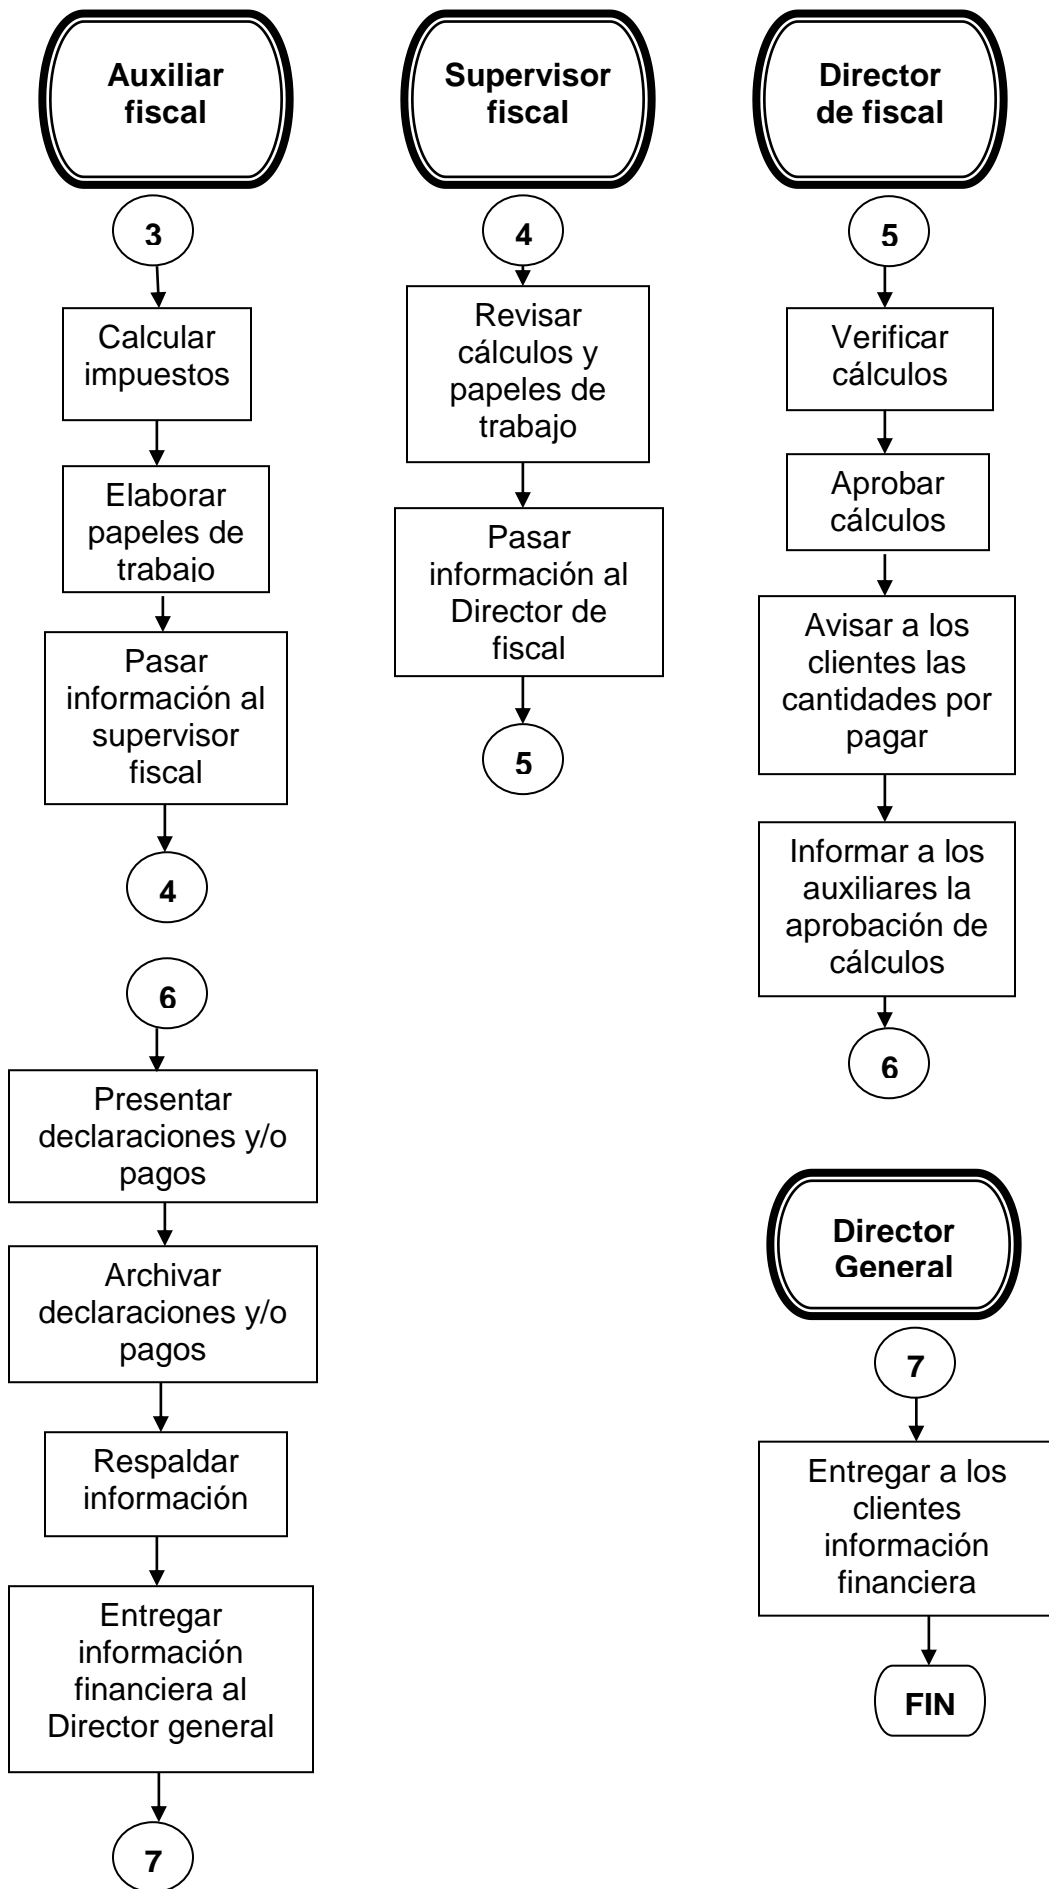 Auxiliar
fiscal
3
Calcular
impuestos
Elaborar
papeles de
trabajo
Pasar
información al
supervisor
fiscal
4
6
Presentar
declaraciones y/o
pagos
Archivar
declaraciones y/o
pagos
Respaldar
información
Entregar
información
financiera al
Director general
7
Supervisor
fiscal
4
Revisar
cálculos y
papeles de
trabajo
Pasar
información al
Director de
fiscal
5
Director
de fiscal
5
Verificar
cálculos
Aprobar
cálculos
Avisar a los
clientes las
cantidades por
pagar
Informar a los
auxiliares la
aprobación de
cálculos
6
Director
General
7
Entregar a los
clientes
información
financiera
FIN